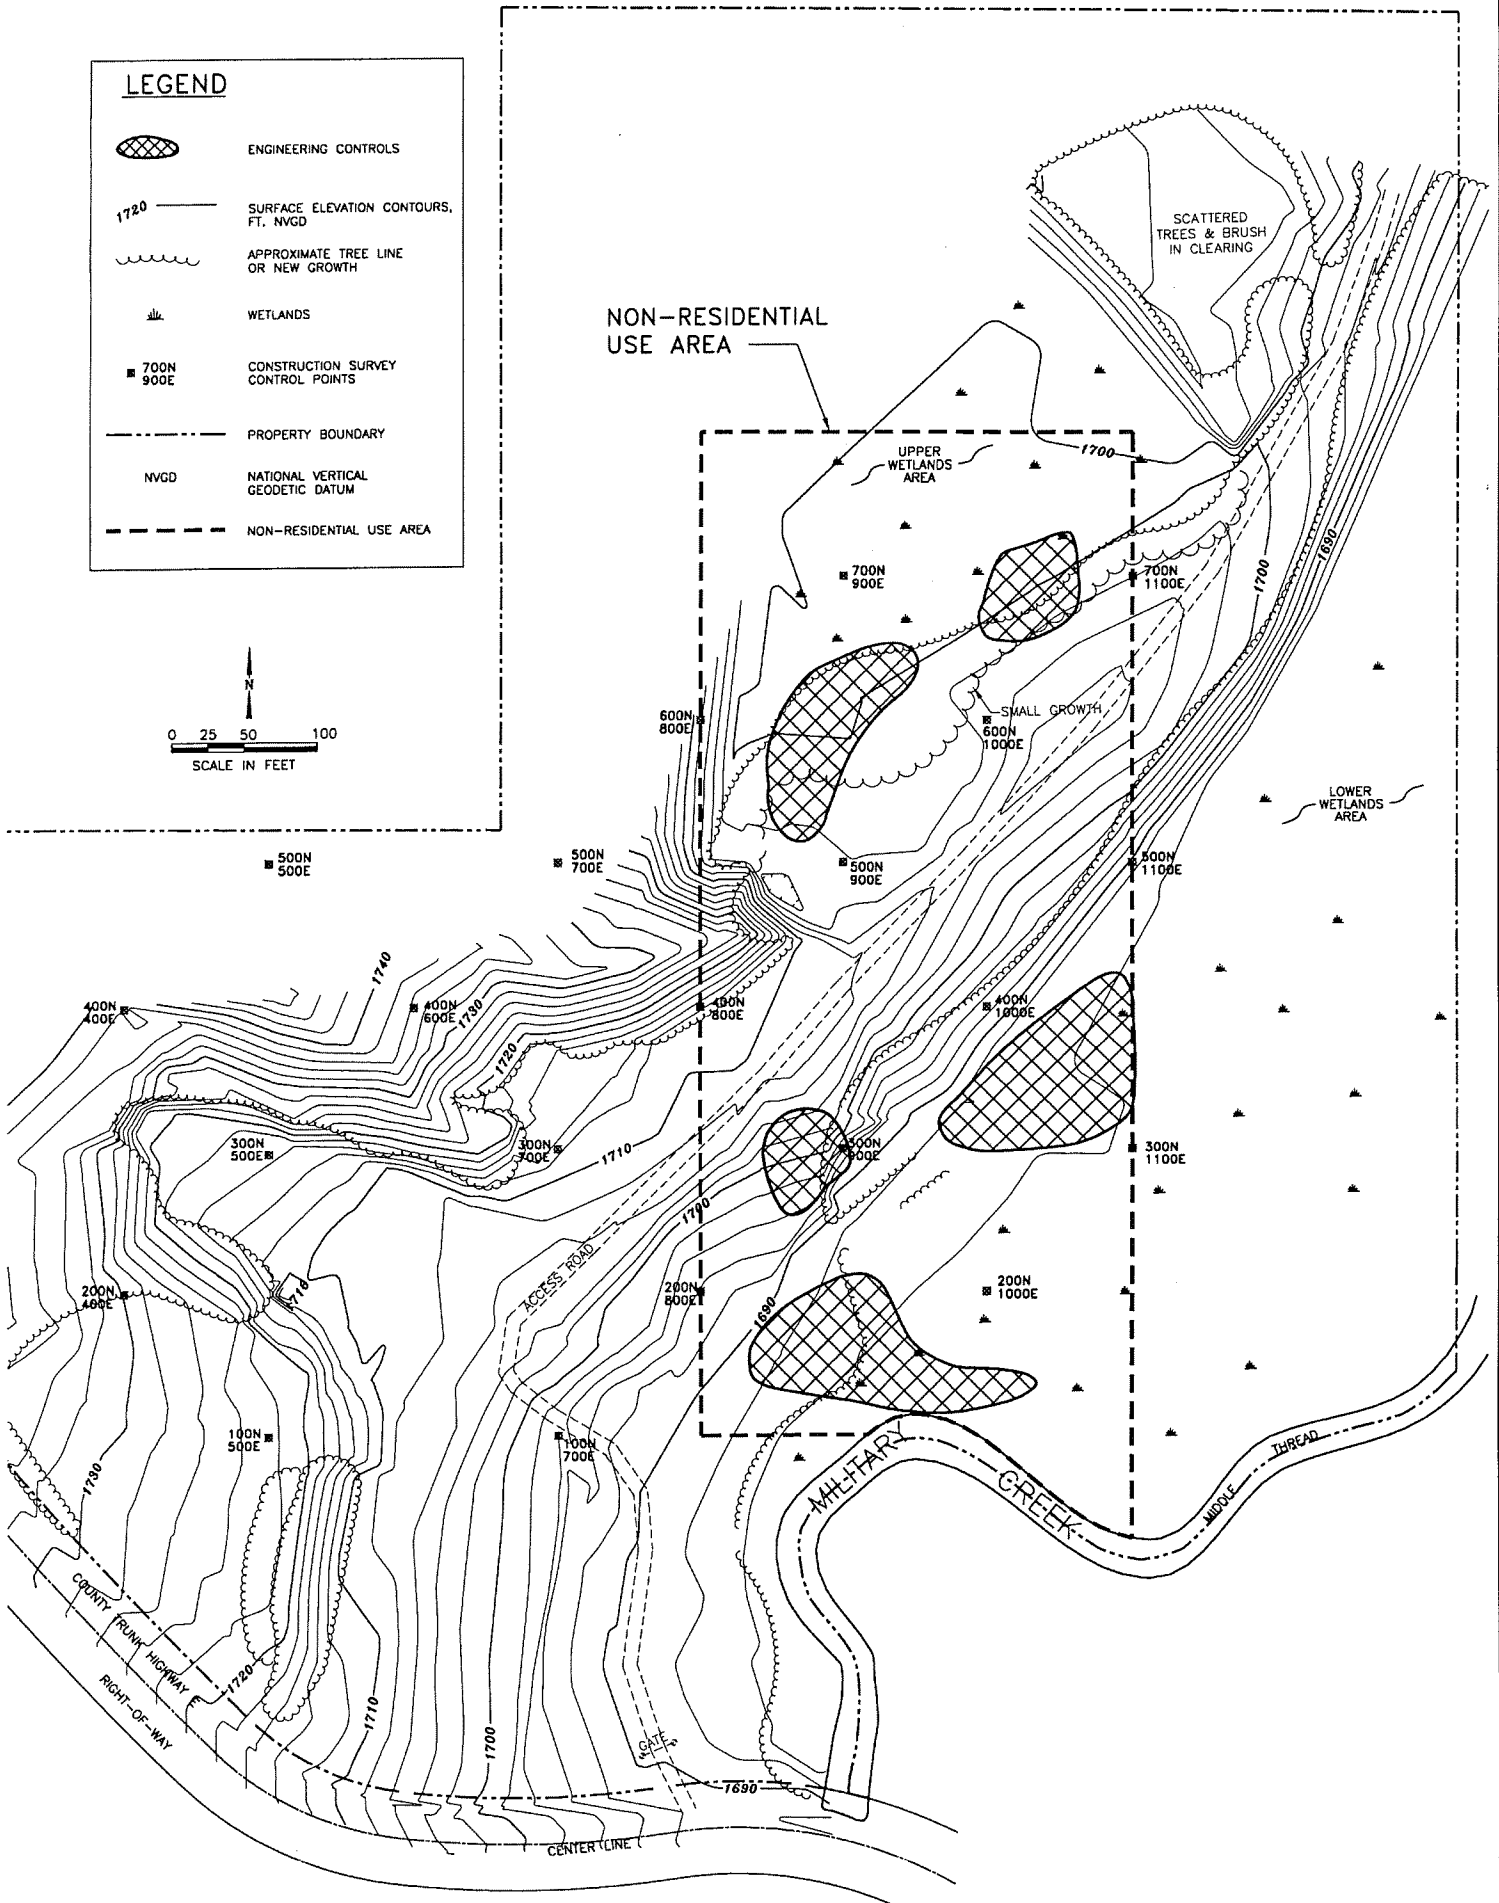 LEGEND
ENGINEERING CONTROLS
1720
SURFACE ELEVATION CONTOURS,
FT, NVGD
APPROXIMATE TREE LINE
OR NEW GROWTH
WETLANDS
700N
900E
CONSTRUCTION SURVEY
CONTROL POINTS
PROPERTY BOUNDARY
NVGD
NATIONAL VERTICAL
GEODETIC DATUM
NON-RESIDENTIAL USE AREA
N
0 25 50 100
SCALE IN FEET
SCATTERED
TREES & BRUSH
IN CLEARING
NON-RESIDENTIAL
USE AREA
1700
UPPER
WETLANDS
AREA
1690
1700
700N
900E
700N
1100E
600N
800E
SMALL GROWTH
600N
1000E
LOWER
WETLANDS
AREA
500N
500E
500N
700E
500N
900E
500N
1100E
1740
400N
400E
400N
600E
1730
400N
800E
400N
1000E
1720
300N
500E
300N
700E
1710
300N
900E
300N
1100E
1700
ACCESS ROAD
200N
400E
1710
200N
800E
1690
200N
1000E
100N
500E
100N
700E
1730
MILITARY
CREEK
MIDDLE
THREAD
COUNTY TRUNK HIGHWAY
RIGHT-OF-WAY
1720
1710
1700
GATE
1690
CENTER LINE